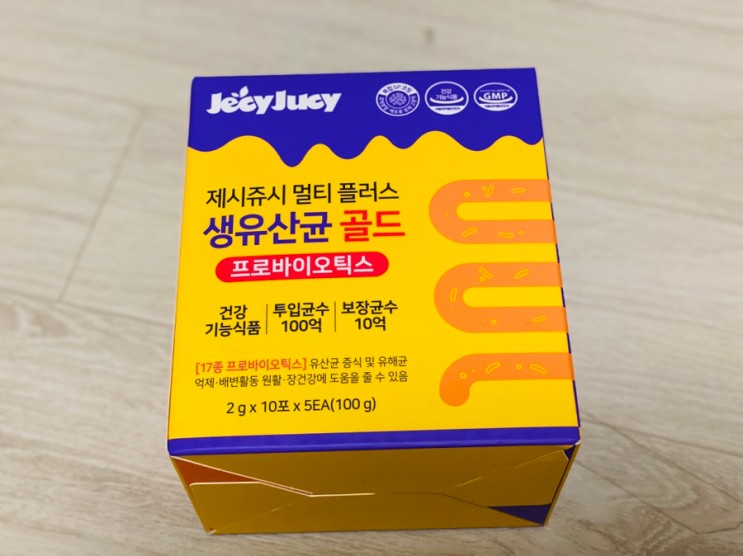 JecyJucy
건강
기능식품
GMP
제시쥬시 멀티 플러스
생유산균 골드
프로바이오틱스
건강
기능식품
투입균수
100억
보장균수
10억
[17종 프로바이오틱스] 유산균 증식 및 유해균
억제·배변활동 원활·장건강에 도움을 줄 수 있음
2 g x 10포 x 5EA(100 g)